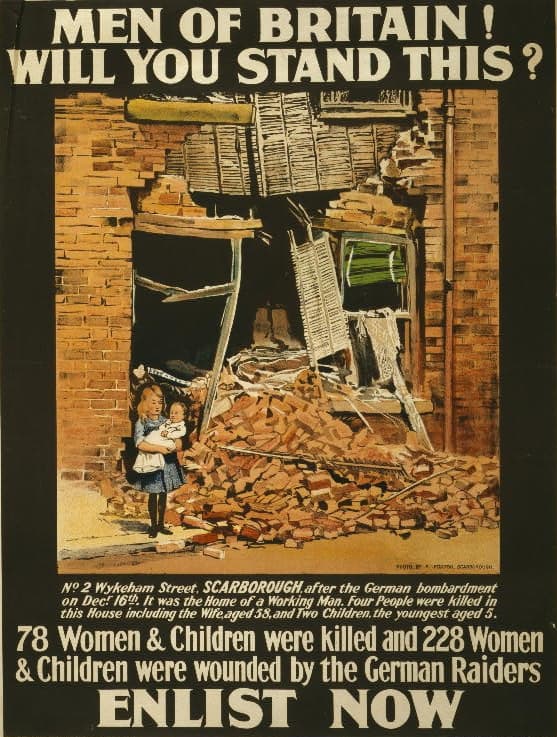 MEN OF BRITAIN!
WILL YOU STAND THIS?
PHOTO. BY SCARBOROUGH.
No 2 Wykeham Street, SCARBOROUGH, after the German bombardment
on Decr 16th. It was the Home of a Working Man. Four People were killed in
this House including the Wife, aged 58, and Two Children, the youngest aged 5.
78 Women & Children were killed and 228 Women
& Children were wounded by the German Raiders
ENLIST NOW